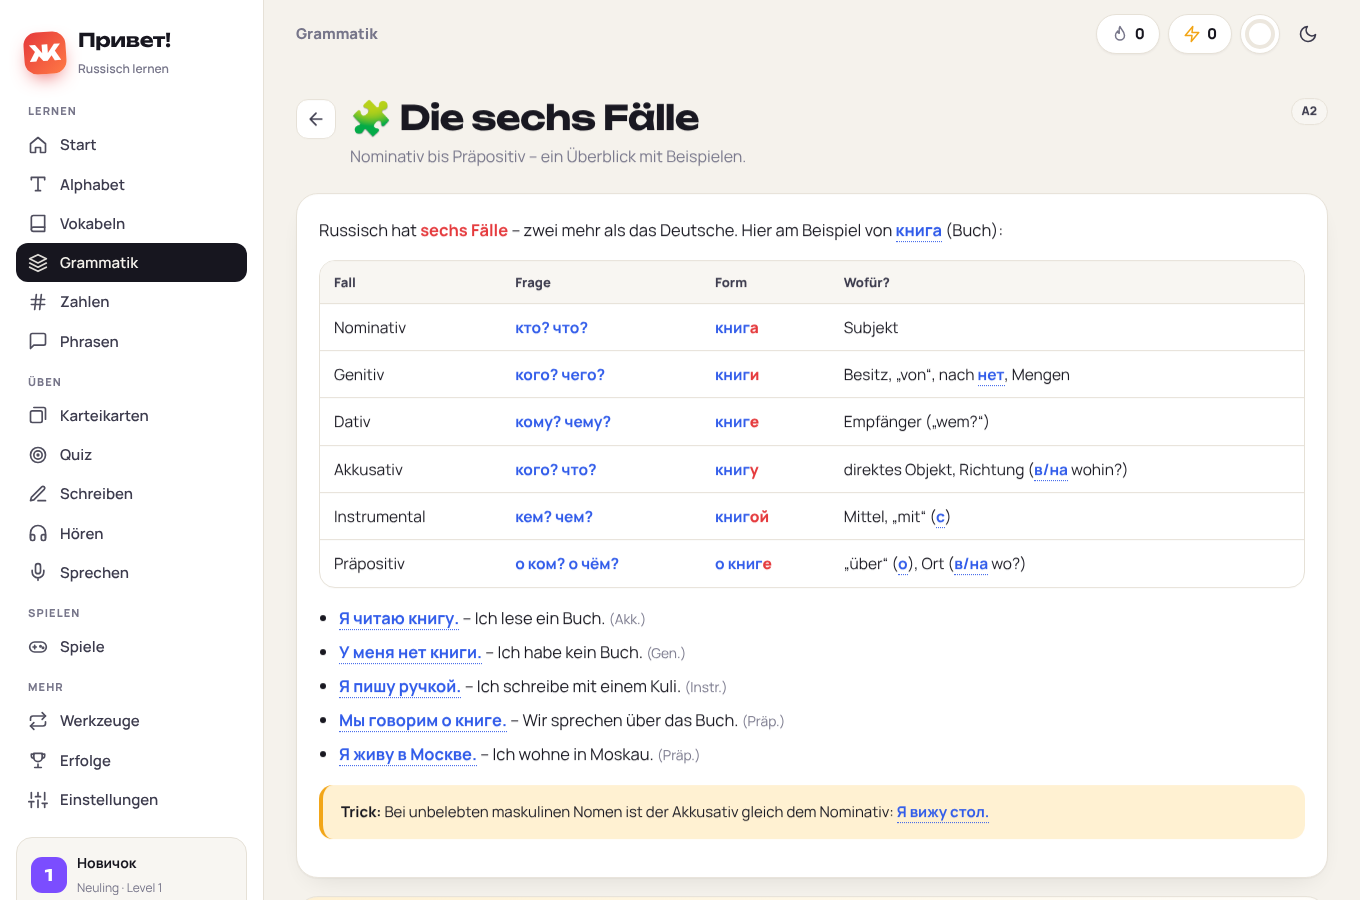 Ж
Привет!
Russisch lernen
LERNEN
Start
Alphabet
Vokabeln
Grammatik
Zahlen
Phrasen
ÜBEN
Karteikarten
Quiz
Schreiben
Hören
Sprechen
SPIELEN
Spiele
MEHR
Werkzeuge
Erfolge
Einstellungen
1
Новичок
Neuling · Level 1
Grammatik
0
0
Die sechs Fälle
A2
Nominativ bis Präpositiv – ein Überblick mit Beispielen.
Russisch hat sechs Fälle – zwei mehr als das Deutsche. Hier am Beispiel von книга (Buch):
Fall Frage Form Wofür?
Nominativ кто? что? книга Subjekt
Genitiv кого? чего? книги Besitz, „von“, nach нет, Mengen
Dativ кому? чему? книге Empfänger („wem?“)
Akkusativ кого? что? книгу direktes Objekt, Richtung (в/на wohin?)
Instrumental кем? чем? книгой Mittel, „mit“ (с)
Präpositiv о ком? о чём? о книге „über“ (о), Ort (в/на wo?)
Я читаю книгу. – Ich lese ein Buch. (Akk.)
У меня нет книги. – Ich habe kein Buch. (Gen.)
Я пишу ручкой. – Ich schreibe mit einem Kuli. (Instr.)
Мы говорим о книге. – Wir sprechen über das Buch. (Präp.)
Я живу в Москве. – Ich wohne in Moskau. (Präp.)
Trick: Bei unbelebten maskulinen Nomen ist der Akkusativ gleich dem Nominativ: Я вижу стол.